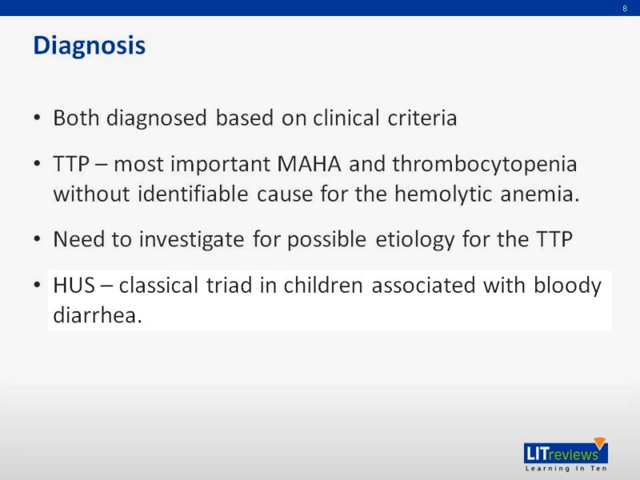 8
Diagnosis
• Both diagnosed based on clinical criteria
• TTP – most important MAHA and thrombocytopenia
without identifiable cause for the hemolytic anemia.
• Need to investigate for possible etiology for the TTP
• HUS – classical triad in children associated with bloody
diarrhea.
LITreviews
Learning In Ten